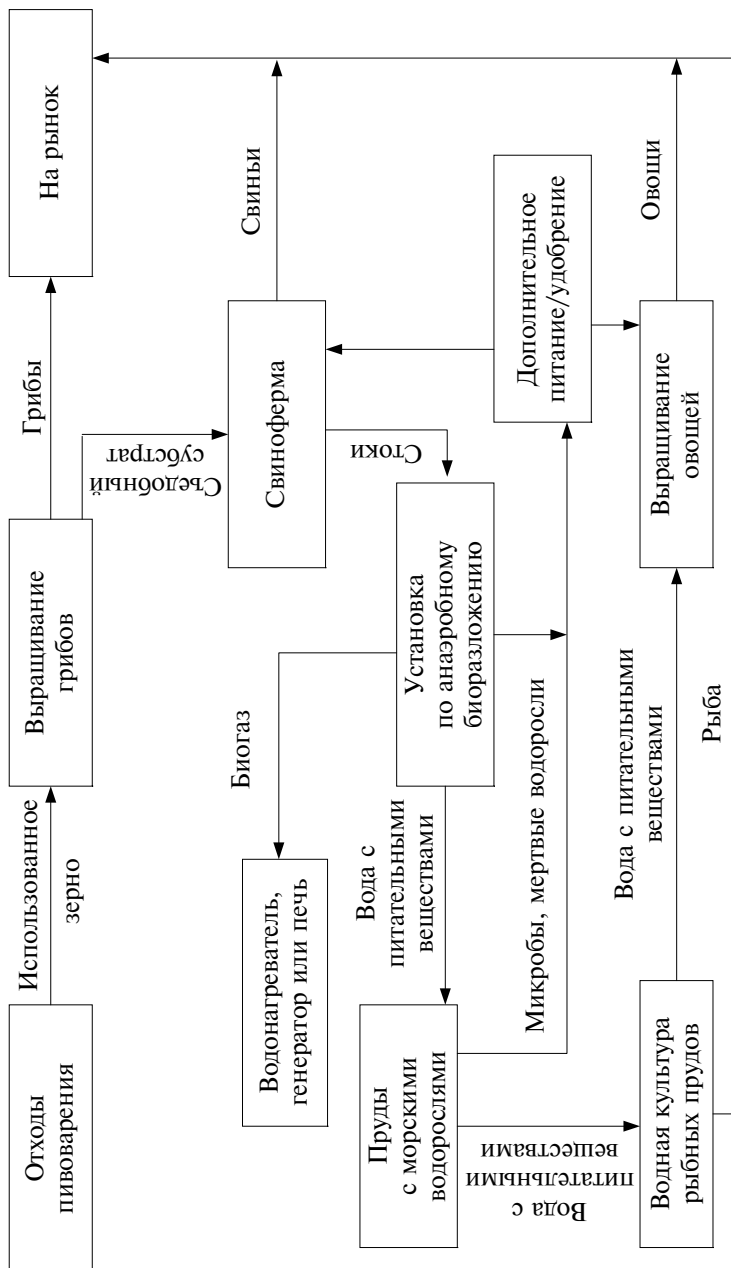 Отходы
пивоварения
Использованное
зерно
Выращивание
грибов
Грибы
На рынок
Съедобный
субстрат
Водонагреватель,
генератор или печь
Биогаз
Свиноферма
Свиньи
Стоки
Пруды
с морскими
водорослями
Вода с
питательными
веществами
Установка
по анаэробному
биоразложению
Дополнительное
питание/удобрение
Микробы, мертвые водоросли
Вода с
питательными
веществами
Водная культура
рыбных прудов
Вода с питательными
веществами
Рыба
Выращивание
овощей
Овощи